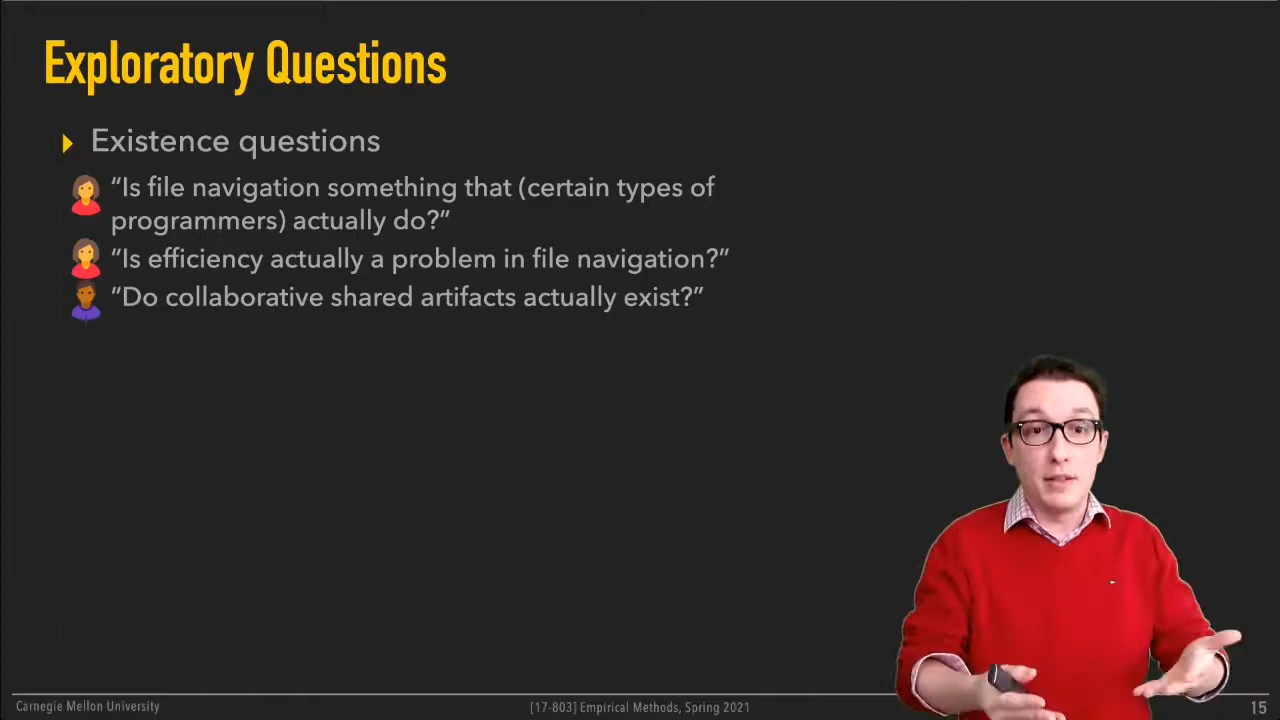 Exploratory Questions
Existence questions
“Is file navigation something that (certain types of
programmers) actually do?”
“Is efficiency actually a problem in file navigation?”
“Do collaborative shared artifacts actually exist?”
Carnegie Mellon University
[17-803] Empirical Methods, Spring 2021
15